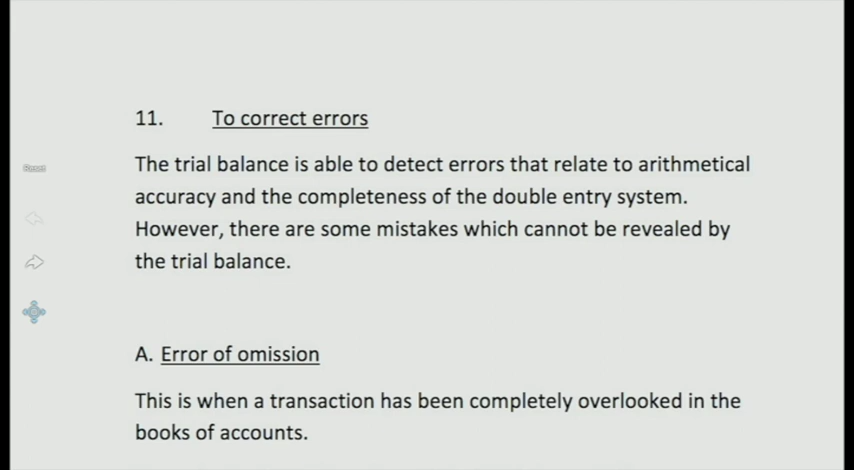 11. To correct errors
The trial balance is able to detect errors that relate to arithmetical
accuracy and the completeness of the double entry system.
However, there are some mistakes which cannot be revealed by
the trial balance.
Reset
A. Error of omission
This is when a transaction has been completely overlooked in the
books of accounts.